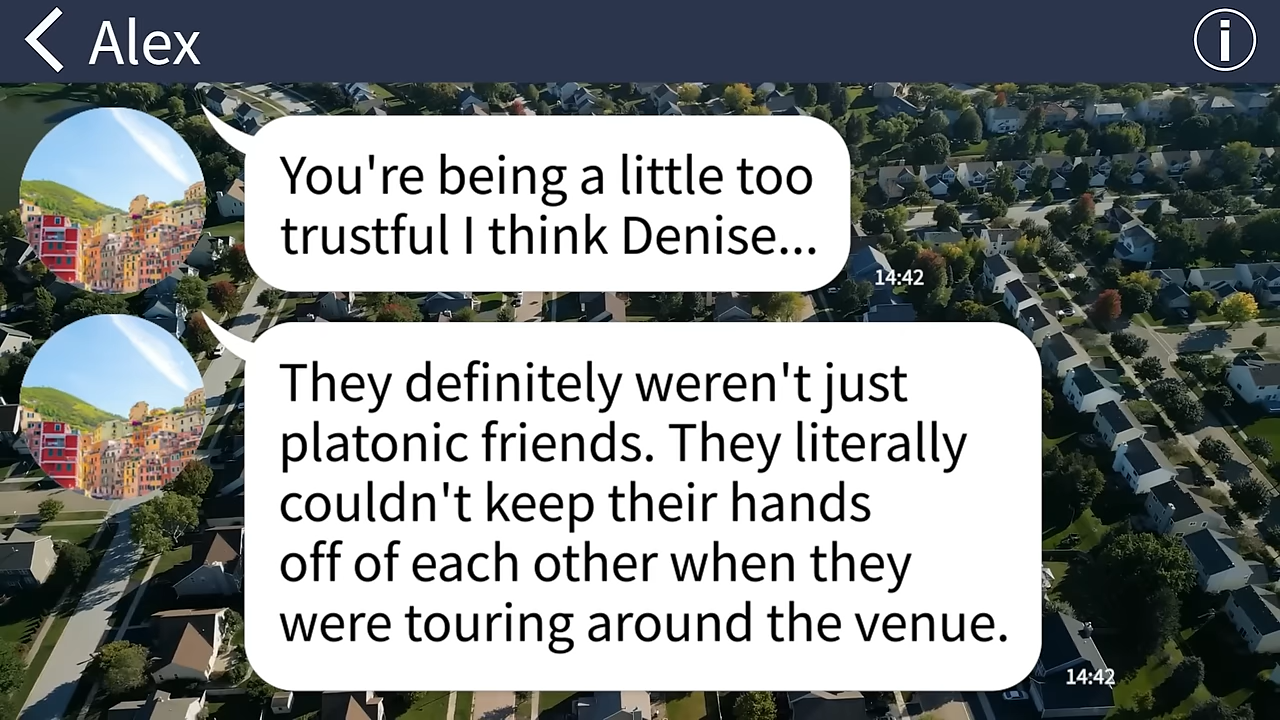 Alex
You're being a little too
trustful I think Denise...
14:42
They definitely weren't just
platonic friends. They literally
couldn't keep their hands
off of each other when they
were touring around the venue.
14:42